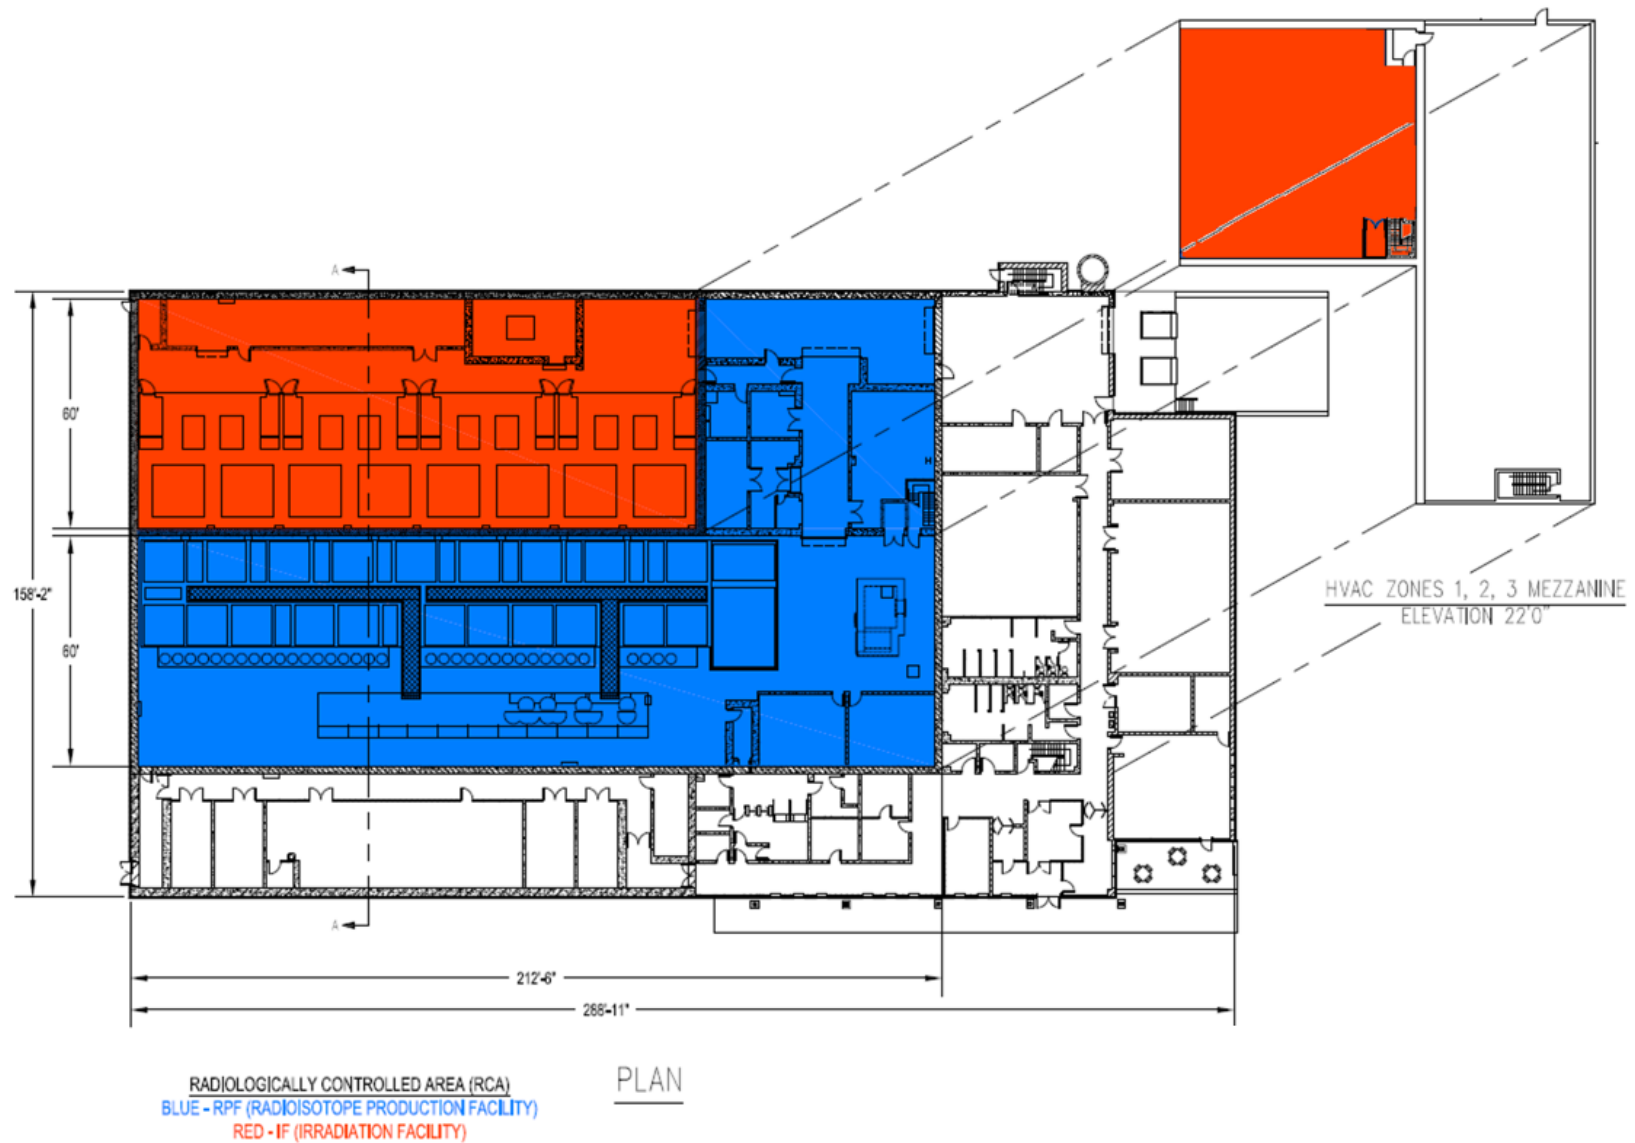 A
60'
158'-2"
60'
H
HVAC ZONES 1, 2, 3 MEZZANINE
ELEVATION 22'0"
A
212'-6"
288'-11"
RADIOLOGICALLY CONTROLLED AREA (RCA)
PLAN
BLUE - RPF (RADIOISOTOPE PRODUCTION FACILITY)
RED - IF (IRRADIATION FACILITY)